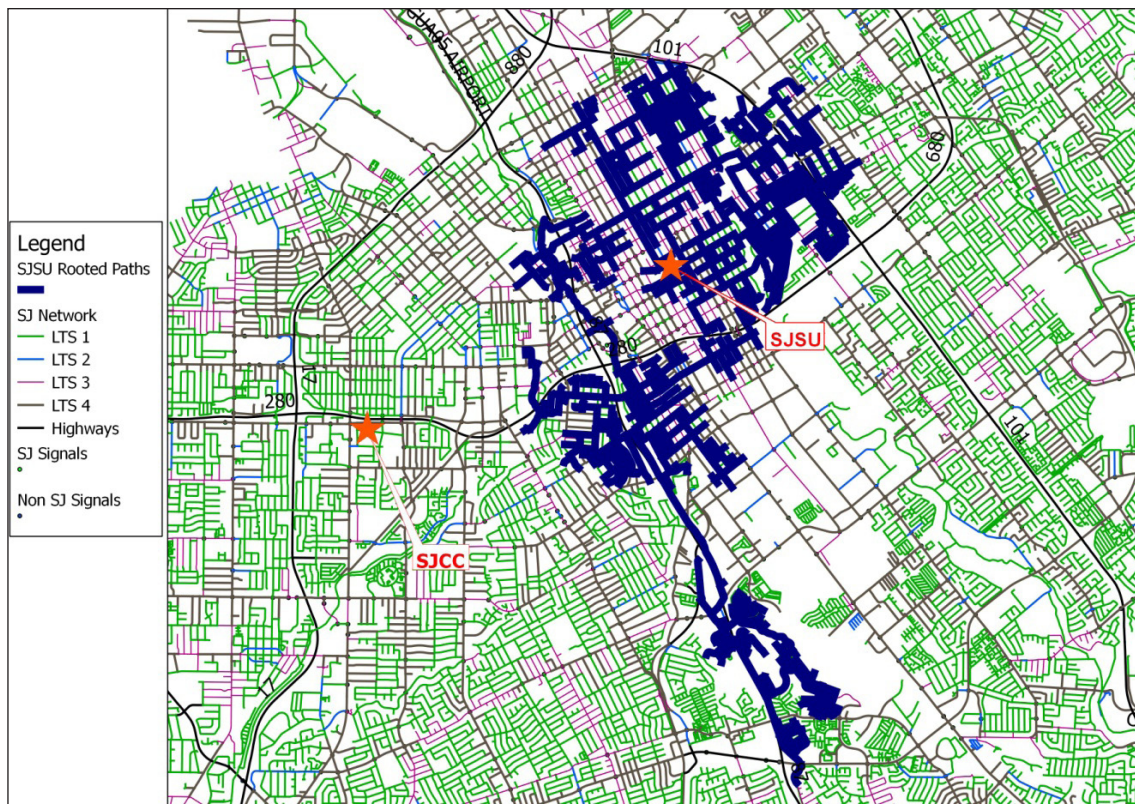 Legend
SJSU Rooted Paths
SJ Network
LTS 1
LTS 2
LTS 3
LTS 4
Highways
SJ Signals
Non SJ Signals
880
101
680
SJSU
280
17
280
SJCC
101
17